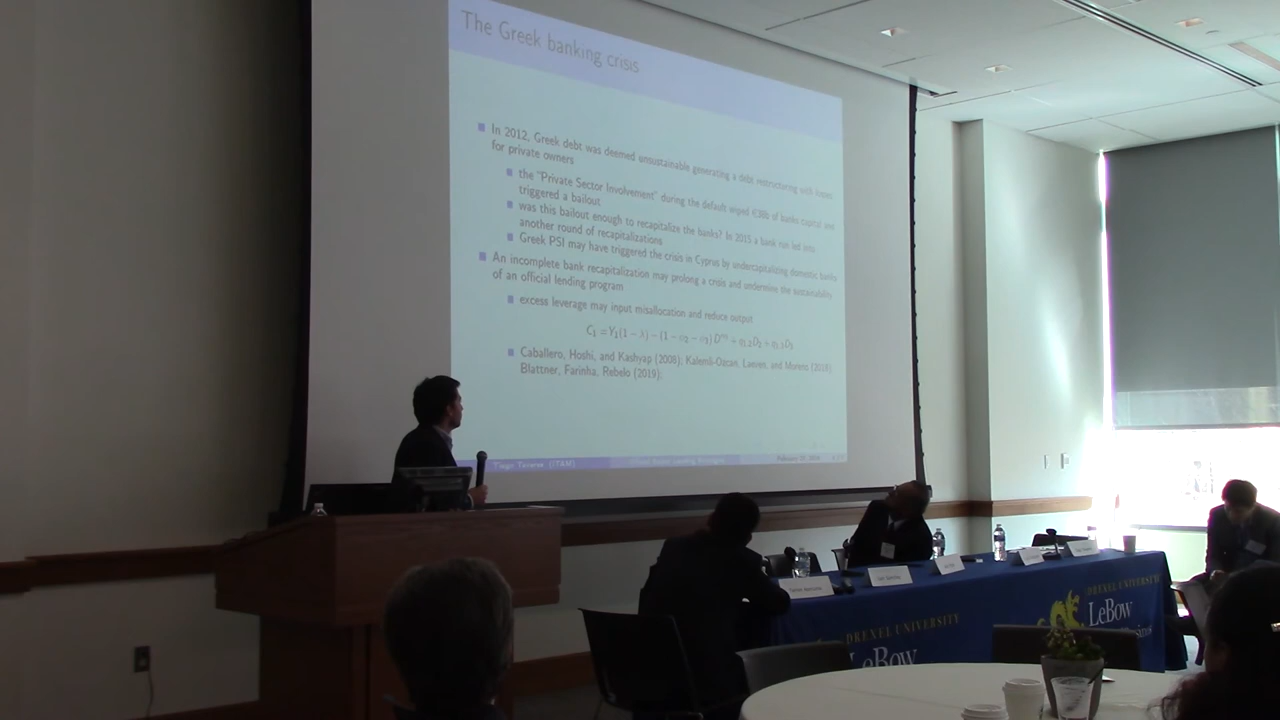 The Greek banking crisis
In 2012, Greek debt was deemed unsustainable generating a debt restructuring with losses
for private owners
the "Private Sector Involvement" during the default wiped €38b of banks capital and
triggered a bailout
was this bailout enough to recapitalize the banks? In 2015 a bank run led into
another round of recapitalizations
Greek PSI may have triggered the crisis in Cyprus by undercapitalizing domestic banks
An incomplete bank recapitalization may prolong a crisis and undermine the sustainability
of an official lending program
excess leverage may input misallocation and reduce output
Caballero, Hoshi, and Kashyap (2008); Kalemli-Ozcan, Laeven, and Moreno (2018);
Blattner, Farinha, Rebelo (2019);
Tiago Tavares (ITAM)
DREXEL UNIVERSITY
LeBow
DREXEL UNIVERSITY
LeBow